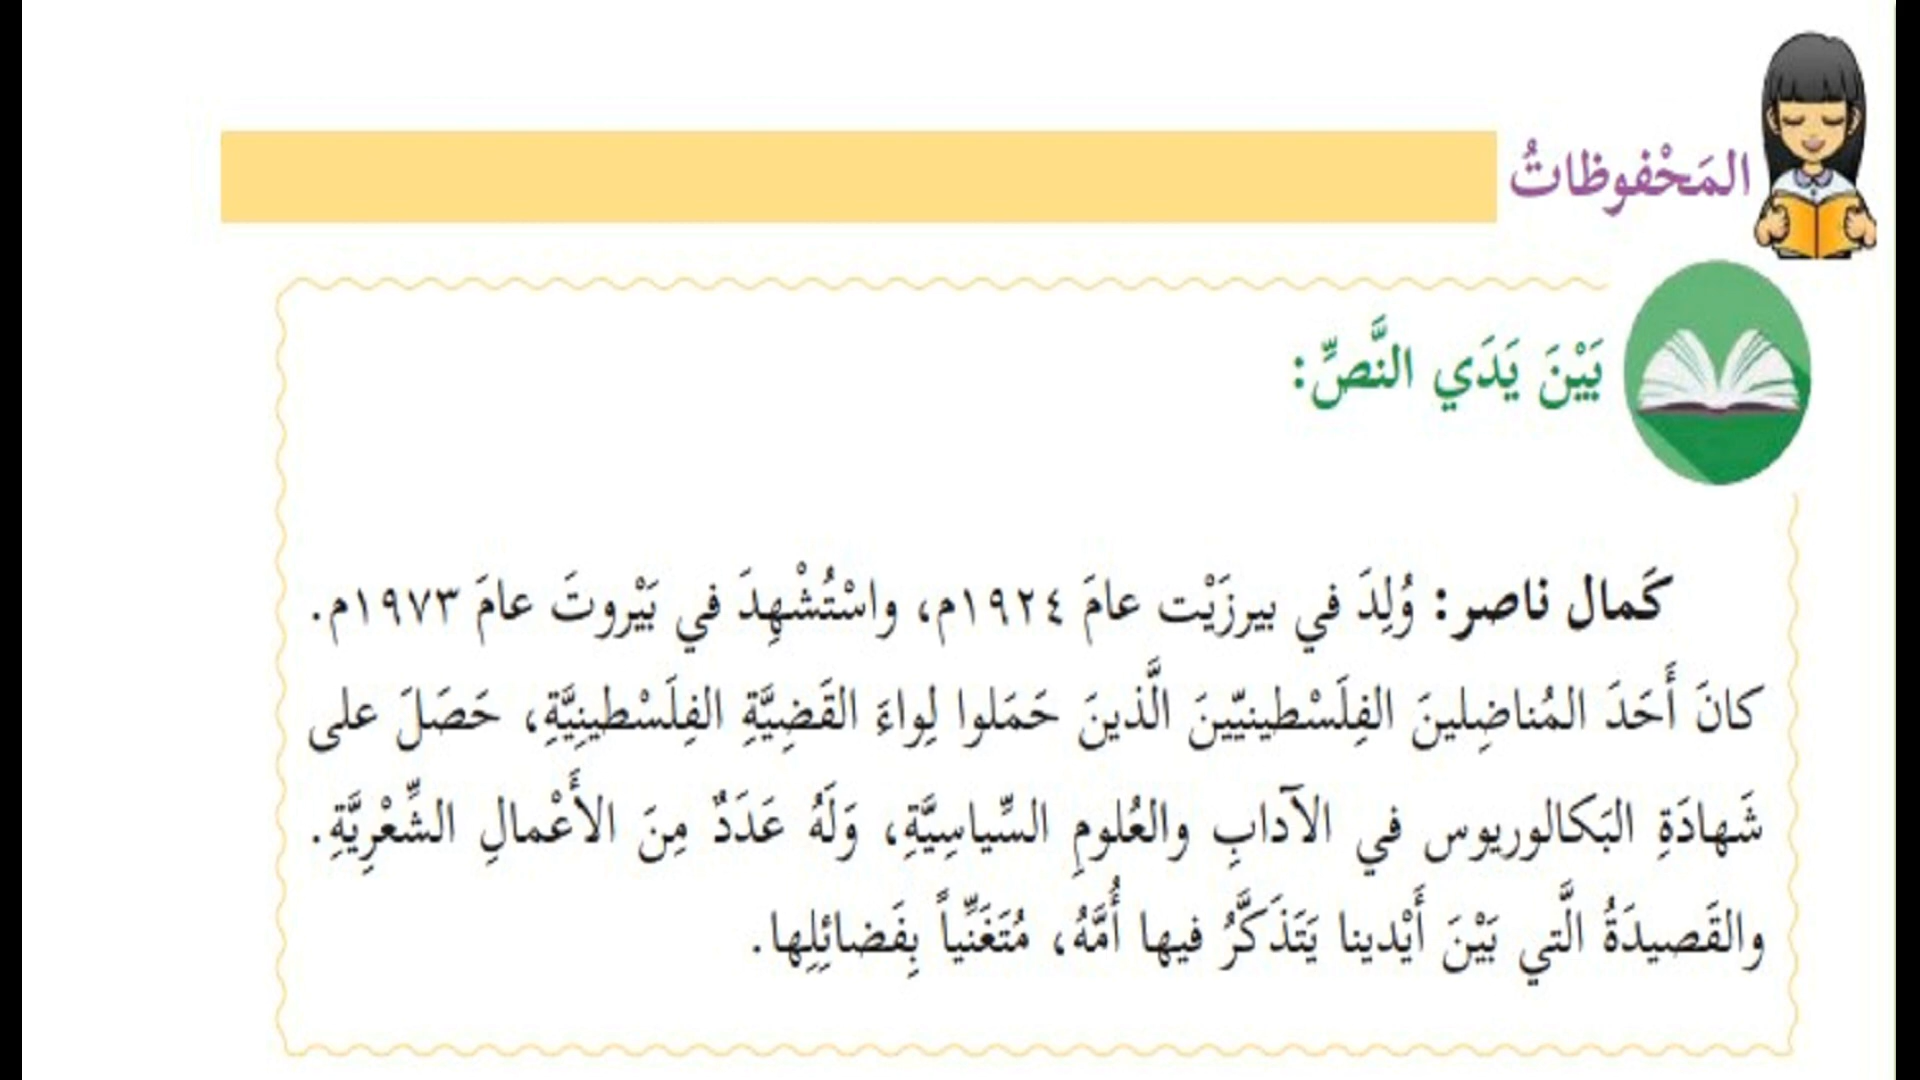 المَحْفوظاتُ
بَيْنَ يَدَي النَّصِّ:
كَمال ناصر: وُلِدَ في بيرزَيْت عامَ ١٩٢٤م، واسْتُشْهِدَ في بَيْروتَ عامَ ١٩٧٣م.
كانَ أَحَدَ المُناضِلينَ الفِلَسْطينيّينَ الَّذينَ حَمَلوا لِواءَ القَضِيَّةِ الفِلَسْطينِيَّةِ، حَصَلَ على
شَهادَةِ البَكالوريوس في الآدابِ والعُلومِ السِّياسِيَّةِ، وَلَهُ عَدَدٌ مِنَ الأَعْمالِ الشِّعْرِيَّةِ.
والقَصيدَةُ الَّتي بَيْنَ أَيْدينا يَتَذَكَّرُ فيها أُمَّهُ، مُتَغَنِّياً بِفَضائِلِها.